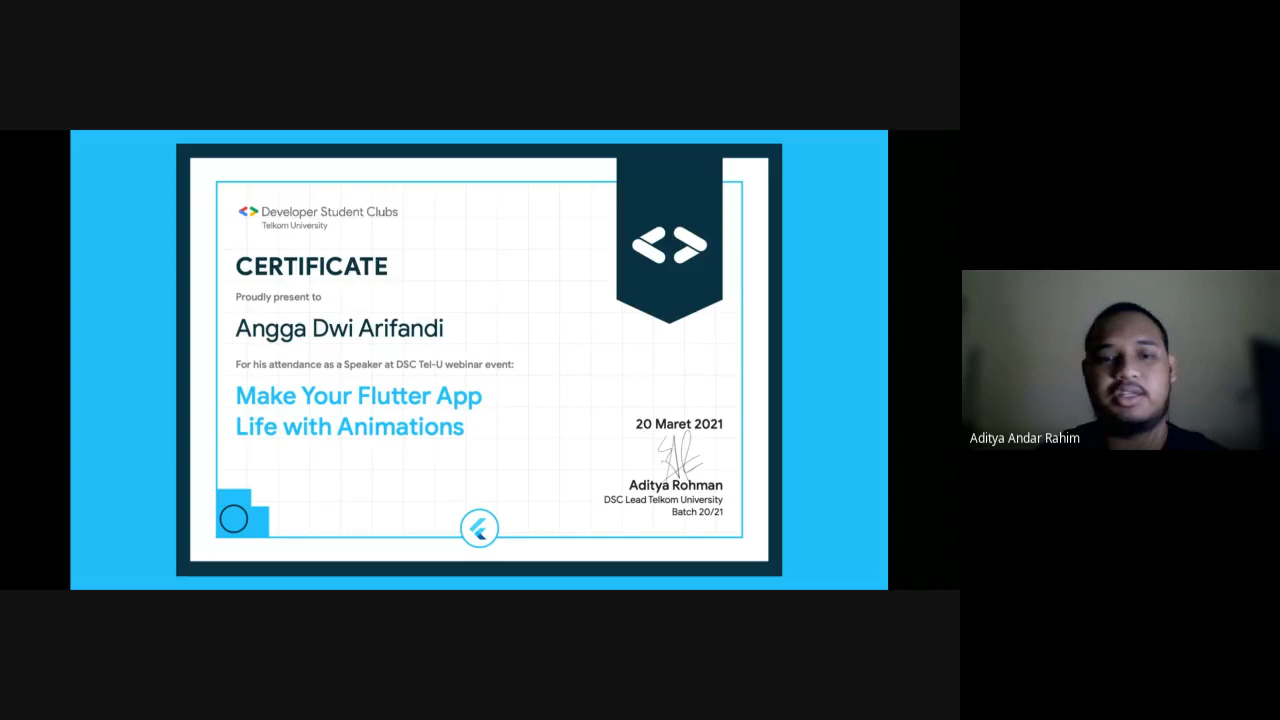 Developer Student Clubs
Telkom University
CERTIFICATE
Proudly present to
Angga Dwi Arifandi
For his attendance as a Speaker at DSC Tel-U webinar event:
Make Your Flutter App
Life with Animations
20 Maret 2021
Aditya Rohman
DSC Lead Telkom University
Batch 20/21
Aditya Andar Rahim